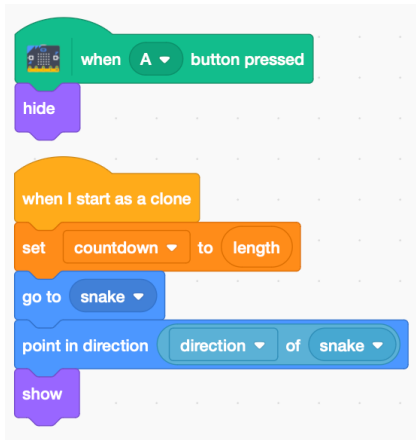 when A button pressed
hide
when I start as a clone
set countdown to length
go to snake
point in direction direction of snake
show